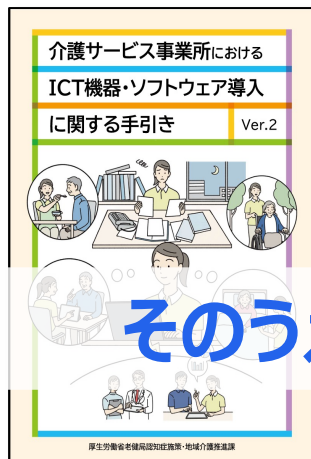 介護サービス事業所における
ICT機器・ソフトウェア導入
に関する手引き
Ver.2
そのう
厚生労働省老健局認知症施策・地域介護推進課